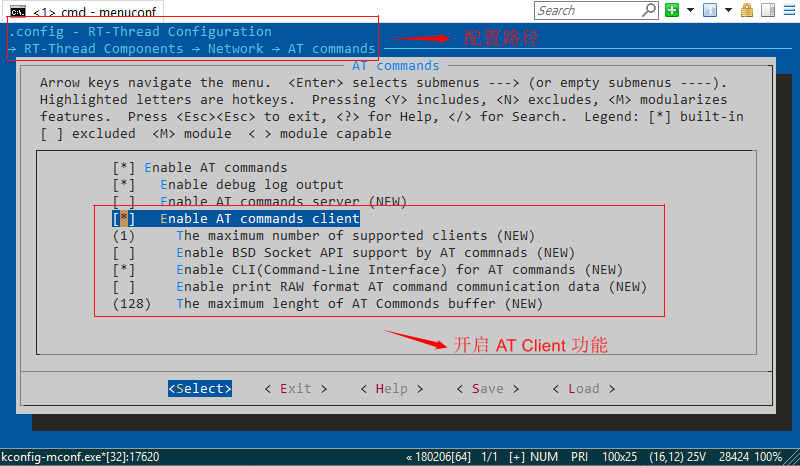 <1> cmd - menuconf
Search
.config - RT-Thread Configuration
→ RT-Thread Components → Network → AT commands
配置路径
AT commands
Arrow keys navigate the menu.  <Enter> selects submenus ---> (or empty submenus ----).
Highlighted letters are hotkeys.  Pressing <Y> includes, <N> excludes, <M> modularizes
features.  Press <Esc><Esc> to exit, <?> for Help, </> for Search.  Legend: [*] built-in
[ ] excluded  <M> module  < > module capable
[*] Enable AT commands
[*]   Enable debug log output
[ ]   Enable AT commands server (NEW)
[*]   Enable AT commands client
(1)     The maximum number of supported clients (NEW)
[ ]     Enable BSD Socket API support by AT commnads (NEW)
[*]     Enable CLI(Command-Line Interface) for AT commands (NEW)
[ ]     Enable print RAW format AT command communication data (NEW)
(128)   The maximum lenght of AT Commonds buffer (NEW)
开启 AT Client 功能
<Select>    < Exit >    < Help >    < Save >    < Load >
kconfig-mconf.exe*[32]:17620    « 180206[64]  1/1  [+] NUM  PRI  100x25  (16,12) 25V  28424 100%